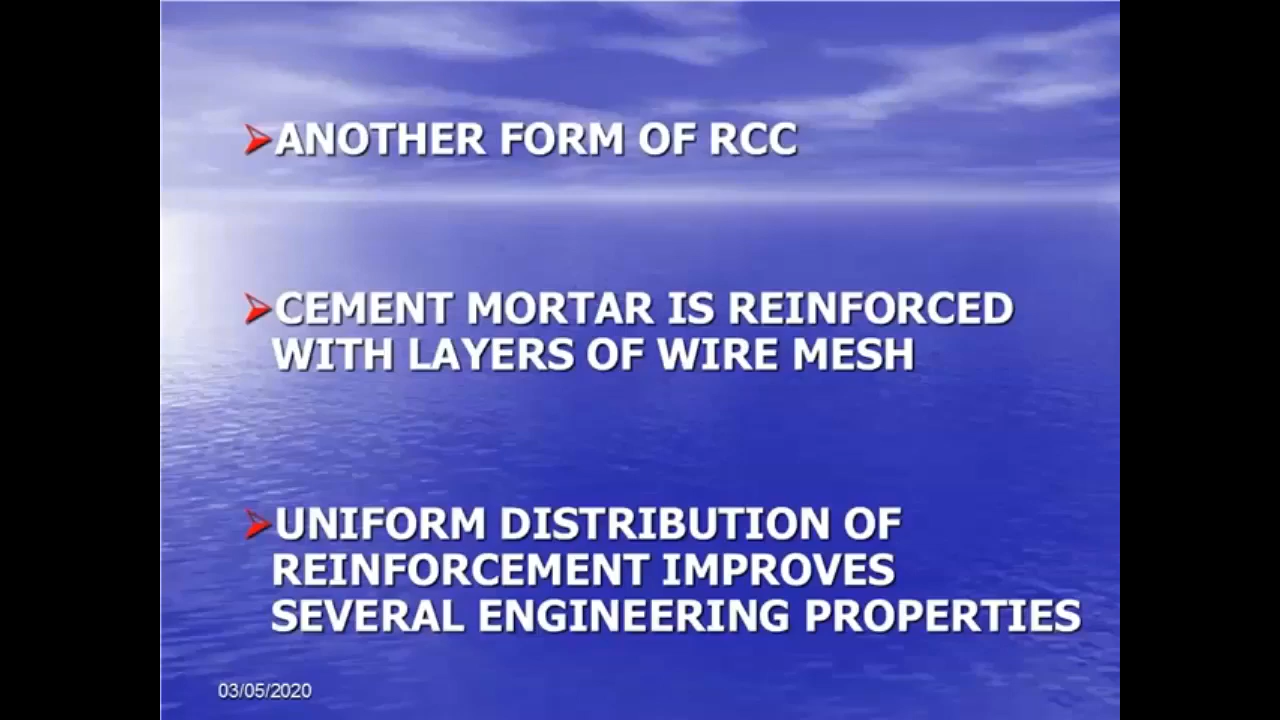 ANOTHER FORM OF RCC
CEMENT MORTAR IS REINFORCED
WITH LAYERS OF WIRE MESH
UNIFORM DISTRIBUTION OF
REINFORCEMENT IMPROVES
SEVERAL ENGINEERING PROPERTIES
03/05/2020